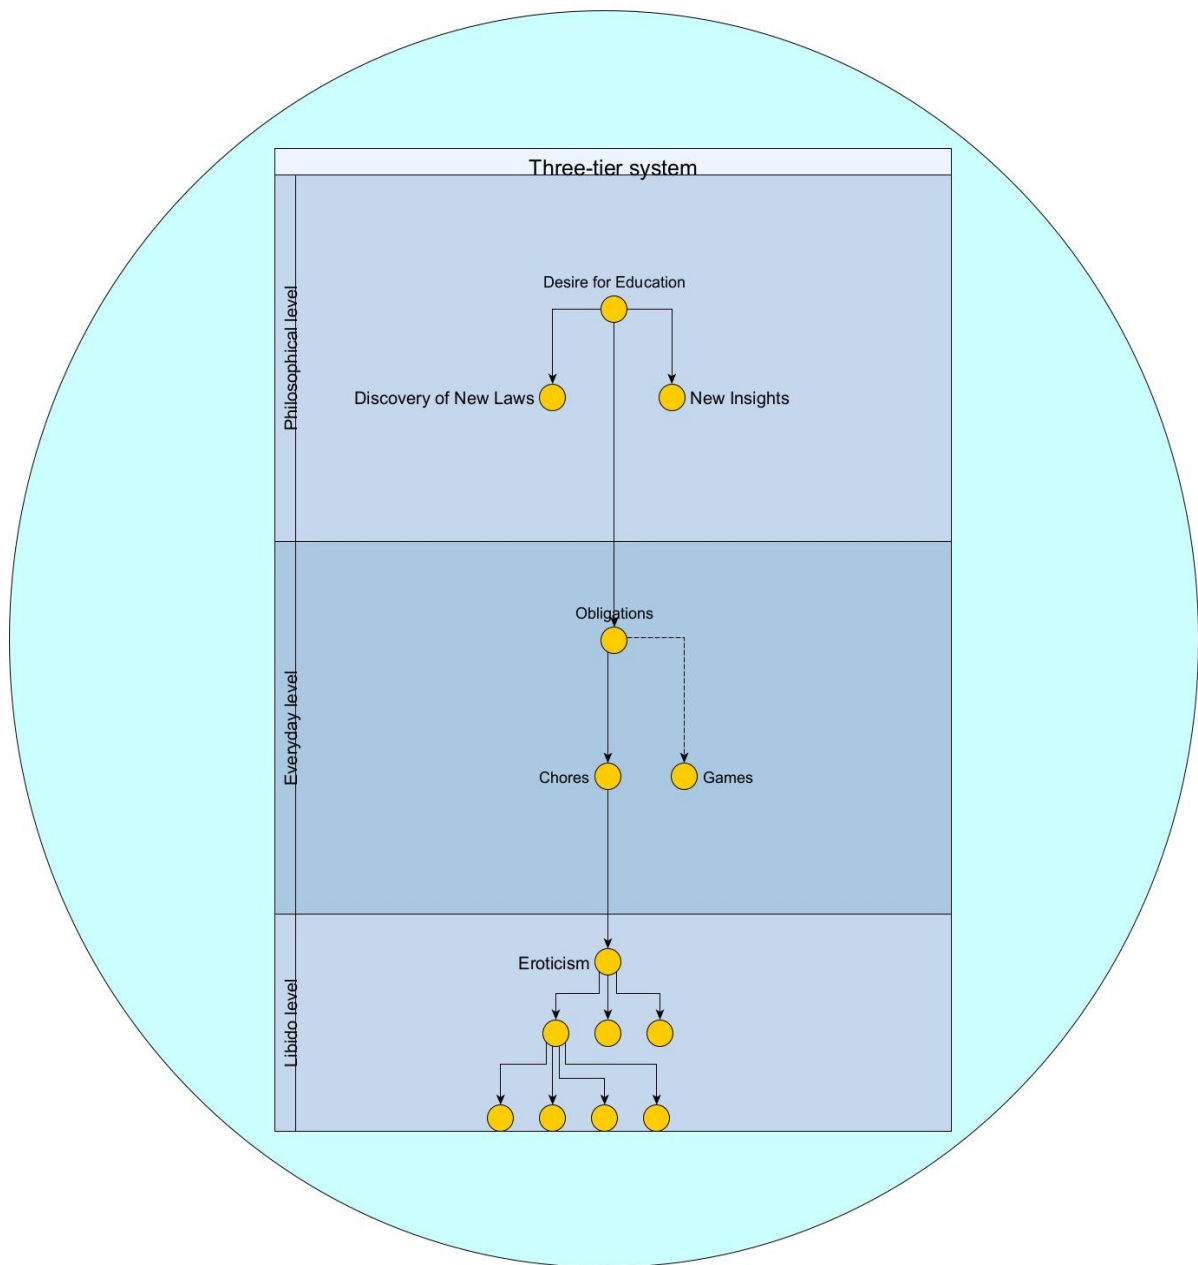 Three-tier system
Philosophical level
Desire for Education
Discovery of New Laws
New Insights
Everyday level
Obligations
Chores
Games
Libido level
Eroticism